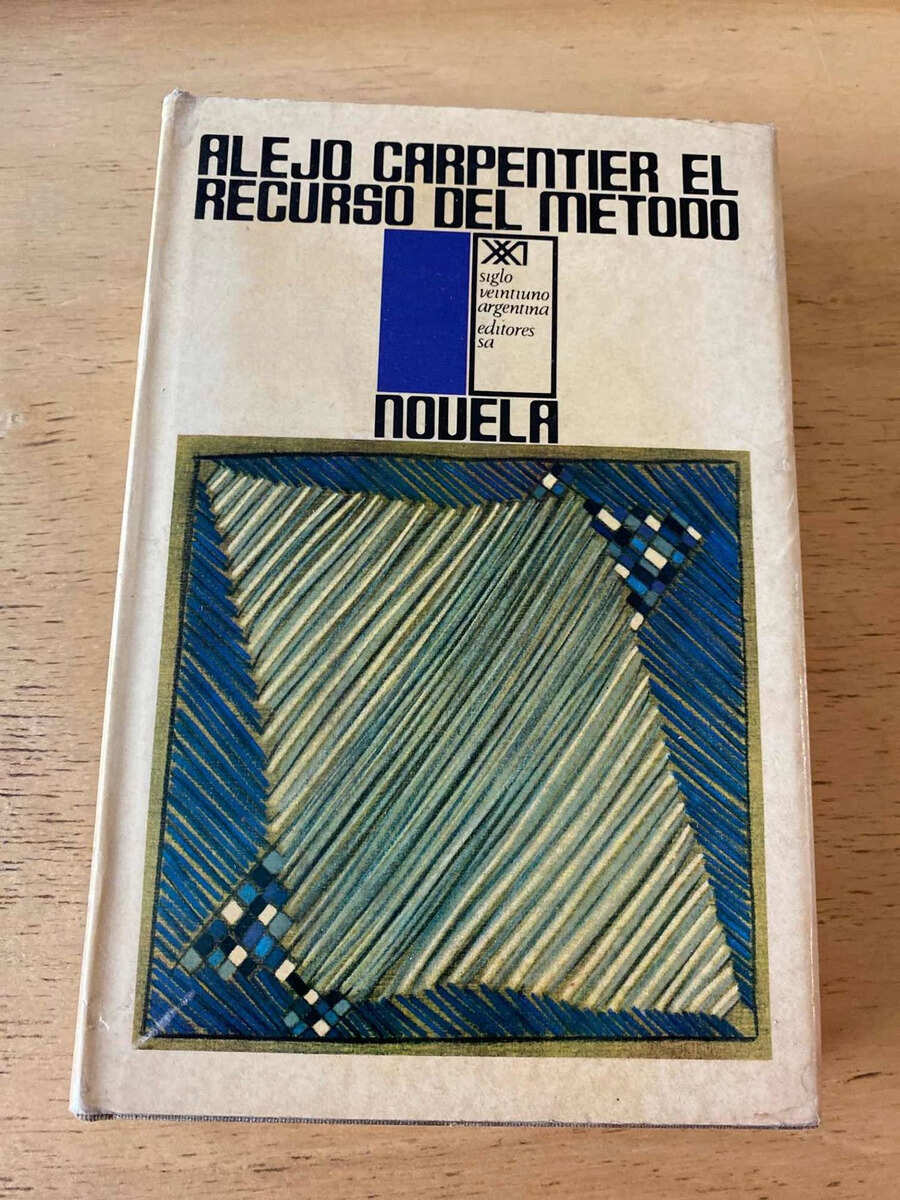 ALEJO CARPENTIER EL
RECURSO DEL METODO
XXI
siglo
veintiuno
argentina
editores
sa
NOVELA